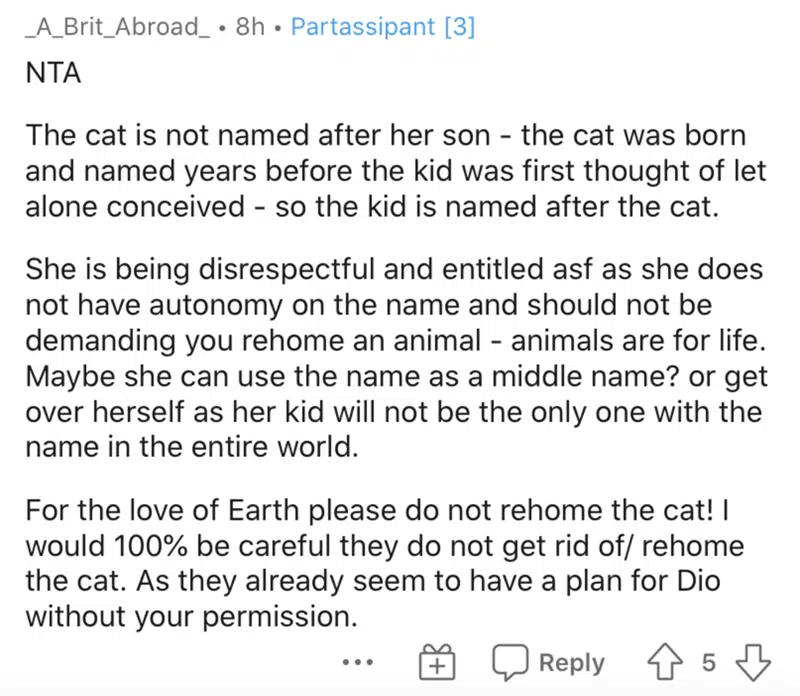 _A_Brit_Abroad_ • 8h • Partassipant [3]
NTA
The cat is not named after her son - the cat was born
and named years before the kid was first thought of let
alone conceived - so the kid is named after the cat.
She is being disrespectful and entitled asf as she does
not have autonomy on the name and should not be
demanding you rehome an animal - animals are for life.
Maybe she can use the name as a middle name? or get
over herself as her kid will not be the only one with the
name in the entire world.
For the love of Earth please do not rehome the cat! I
would 100% be careful they do not get rid of/ rehome
the cat. As they already seem to have a plan for Dio
without your permission.
Reply 5